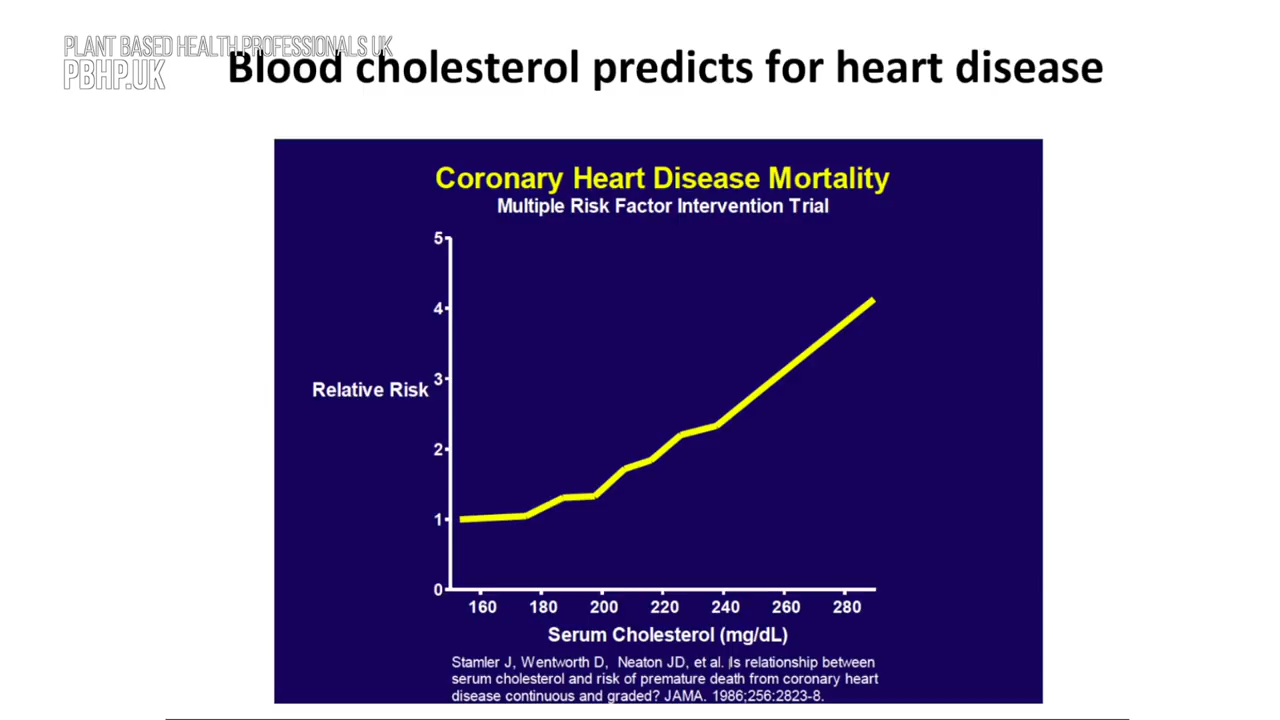 PLANT BASED HEALTH PROFESSIONALS UK
PBHP.UK
Blood cholesterol predicts for heart disease
Coronary Heart Disease Mortality
Multiple Risk Factor Intervention Trial
5
4
3
Relative Risk
2
1
0
160 180 200 220 240 260 280
Serum Cholesterol (mg/dL)
Stamler J, Wentworth D, Neaton JD, et al. Is relationship between
serum cholesterol and risk of premature death from coronary heart
disease continuous and graded? JAMA. 1986;256:2823-8.